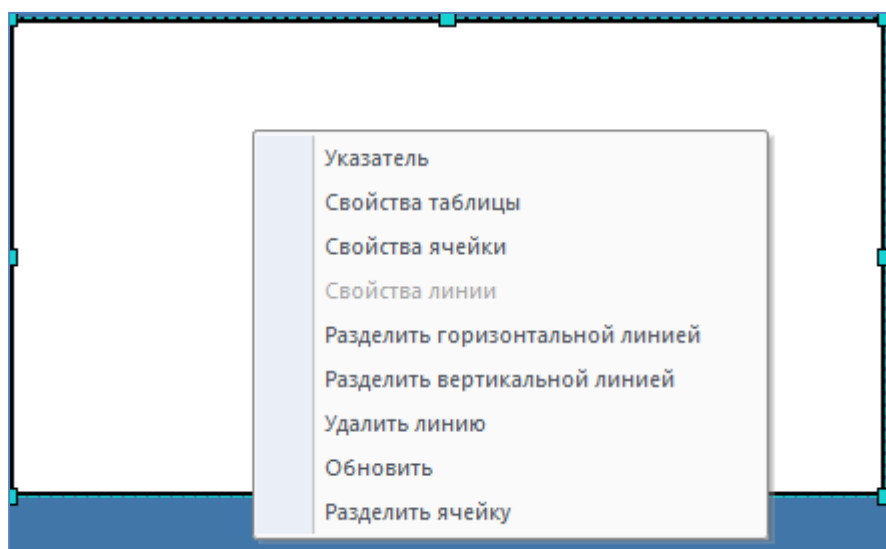 Указатель
Свойства таблицы
Свойства ячейки
Свойства линии
Разделить горизонтальной линией
Разделить вертикальной линией
Удалить линию
Обновить
Разделить ячейку